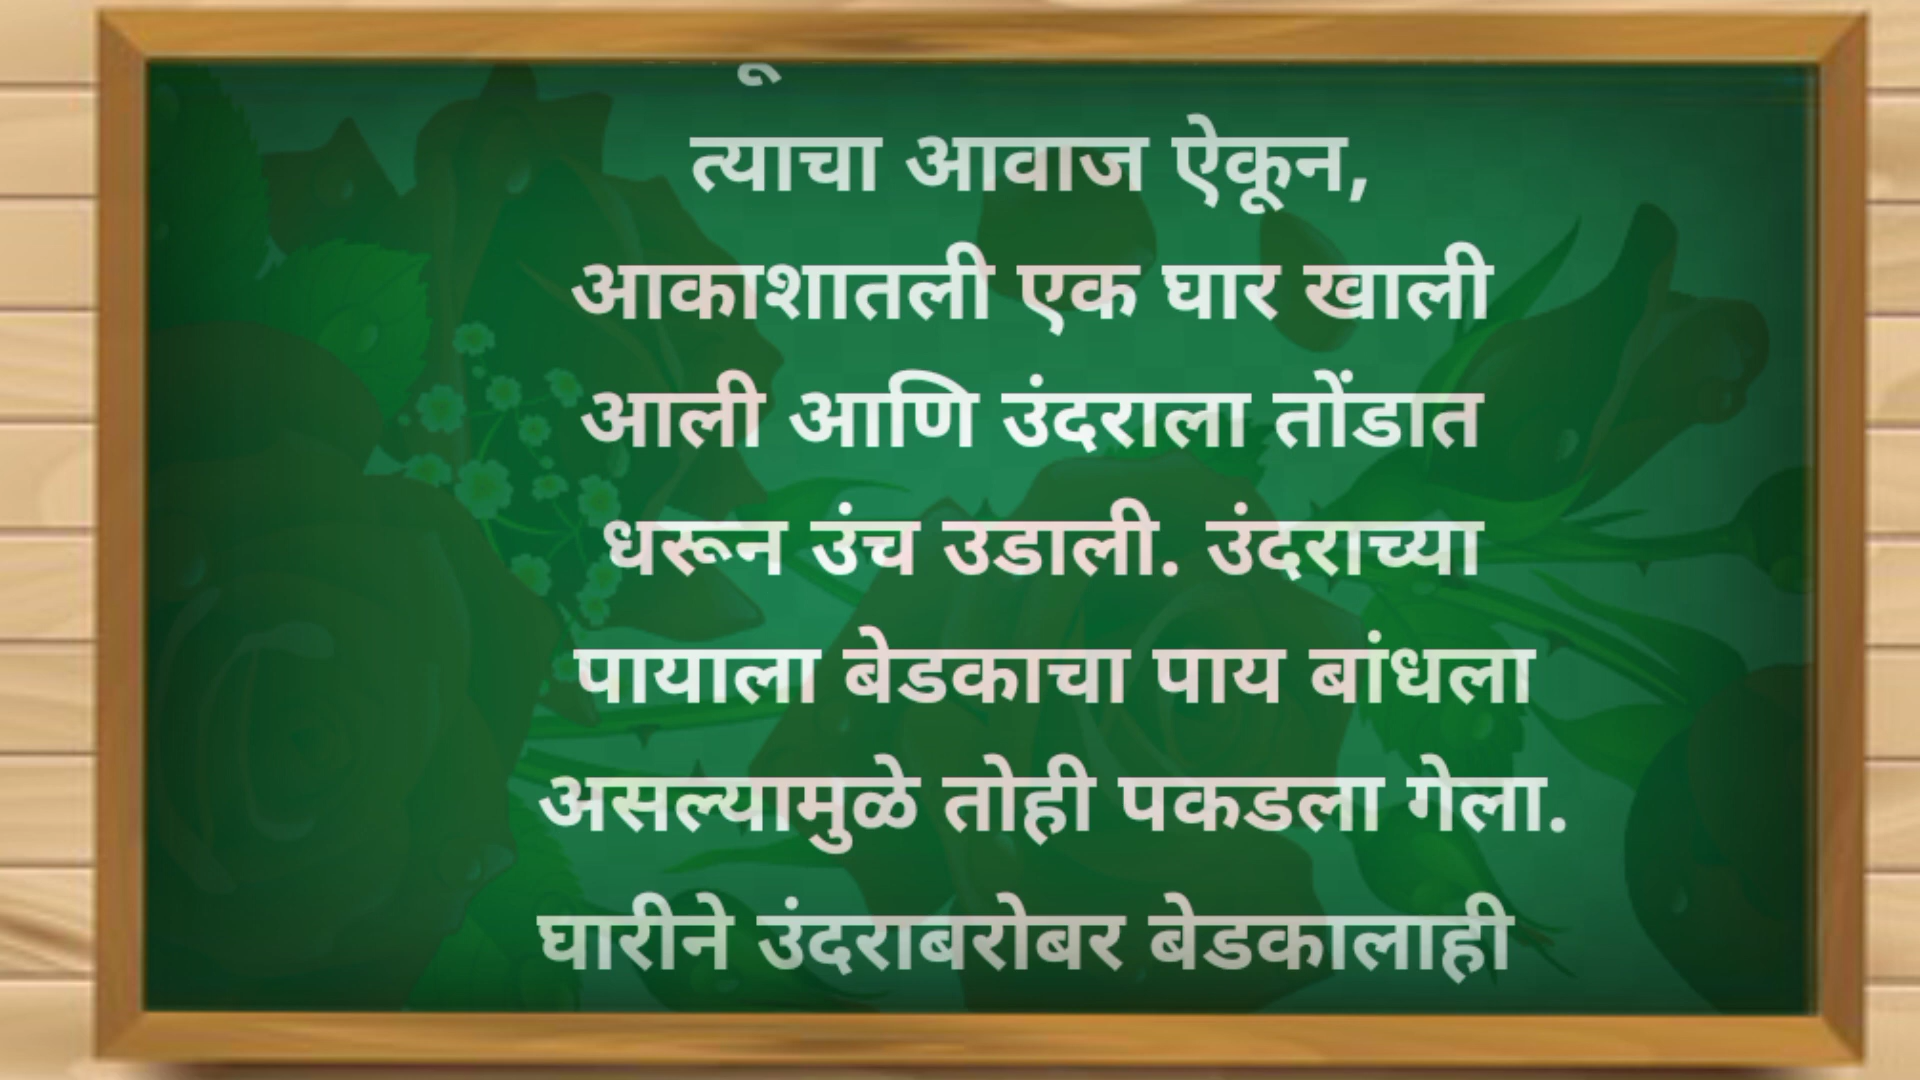 त्याचा आवाज ऐकून,
आकाशातली एक घार खाली
आली आणि उंदराला तोंडात
धरून उंच उडाली. उंदराच्या
पायाला बेडकाचा पाय बांधला
असल्यामुळे तोही पकडला गेला.
घारीने उंदराबरोबर बेडकालाही